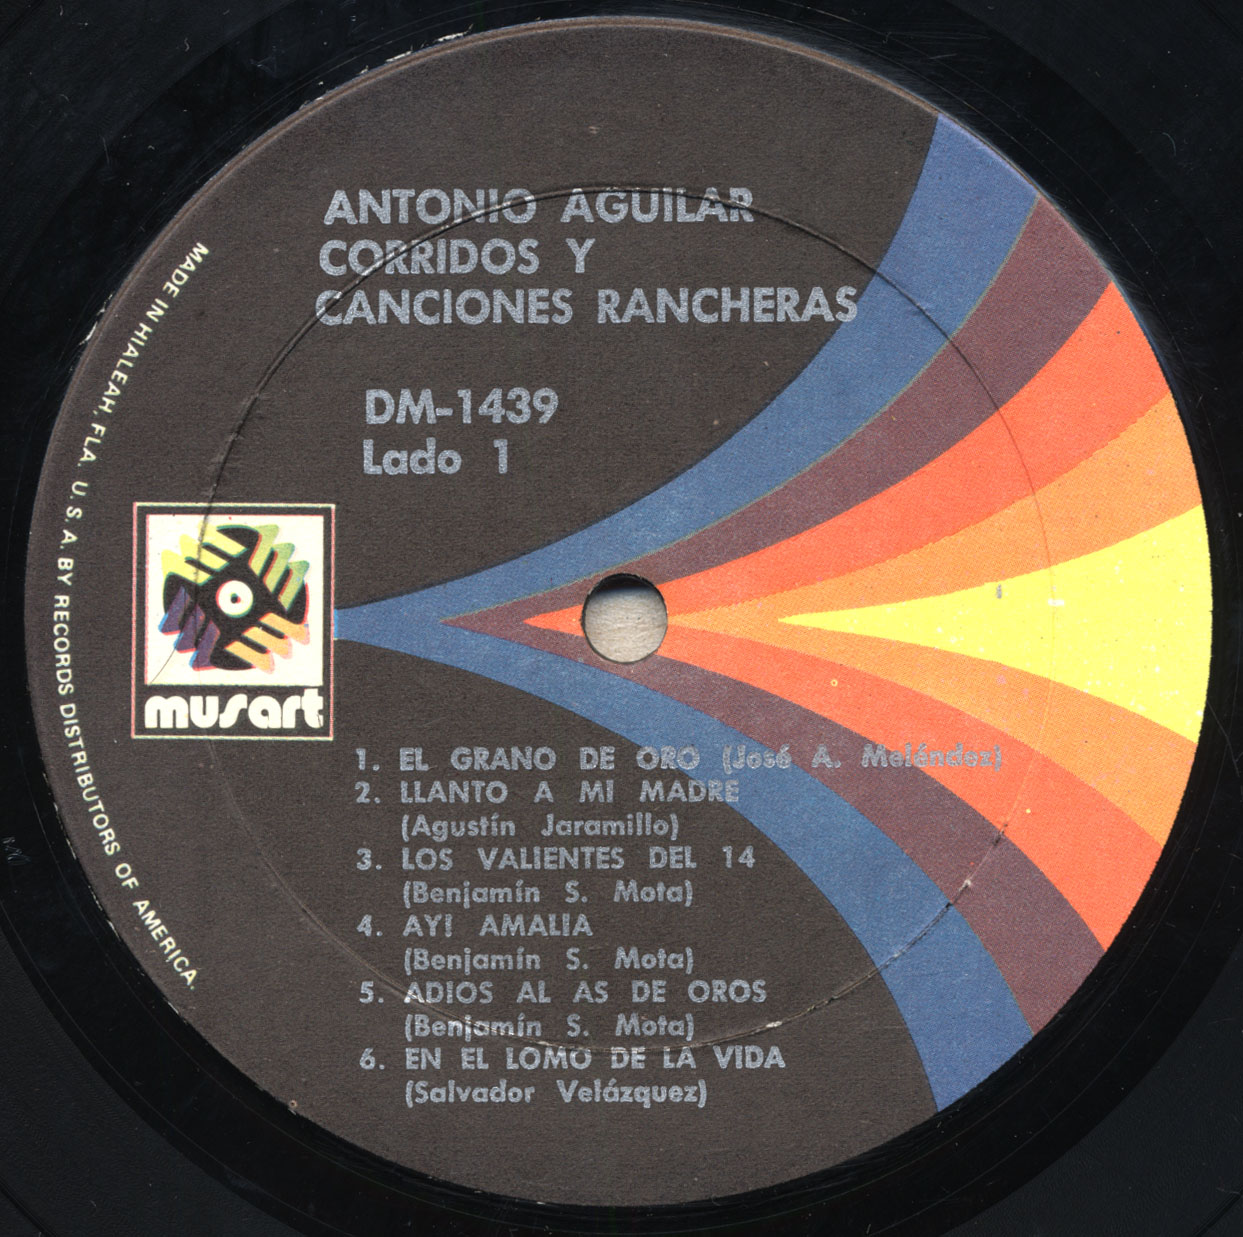 ANTONIO AGUILAR
CORRIDOS Y
CANCIONES RANCHERAS
DM-1439
Lado 1
MADE IN HIALEAH, FLA. U. S. A. BY RECORDS DISTRIBUTORS OF AMERICA.
musart
1. EL GRANO DE ORO (José A. Meléndez)
2. LLANTO A MI MADRE
(Agustín Jaramillo)
3. LOS VALIENTES DEL 14
(Benjamín S. Mota)
4. AY! AMALIA
(Benjamín S. Mota)
5. ADIOS AL AS DE OROS
(Benjamín S. Mota)
6. EN EL LOMO DE LA VIDA
(Salvador Velázquez)